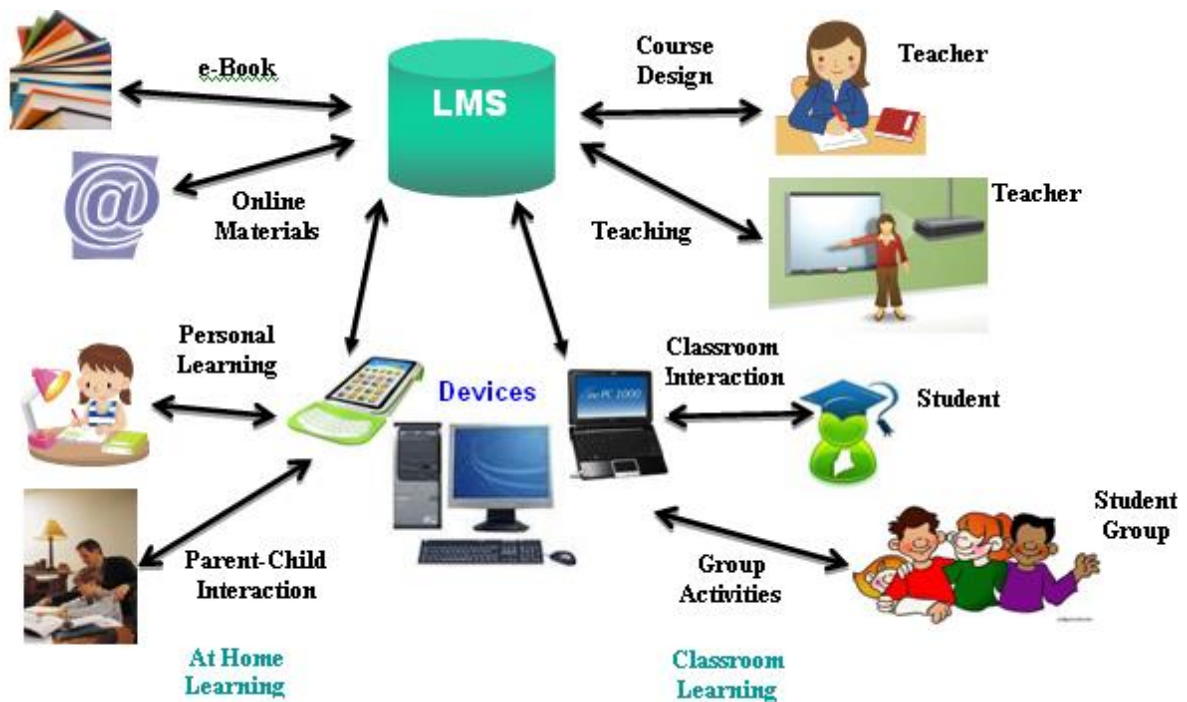 e-Book
LMS
Course
Design
Teacher
Online
Materials
Teaching
Teacher
Personal
Learning
Devices
Classroom
Interaction
Student
Parent-Child
Interaction
Group
Activities
Student
Group
At Home
Learning
Classroom
Learning